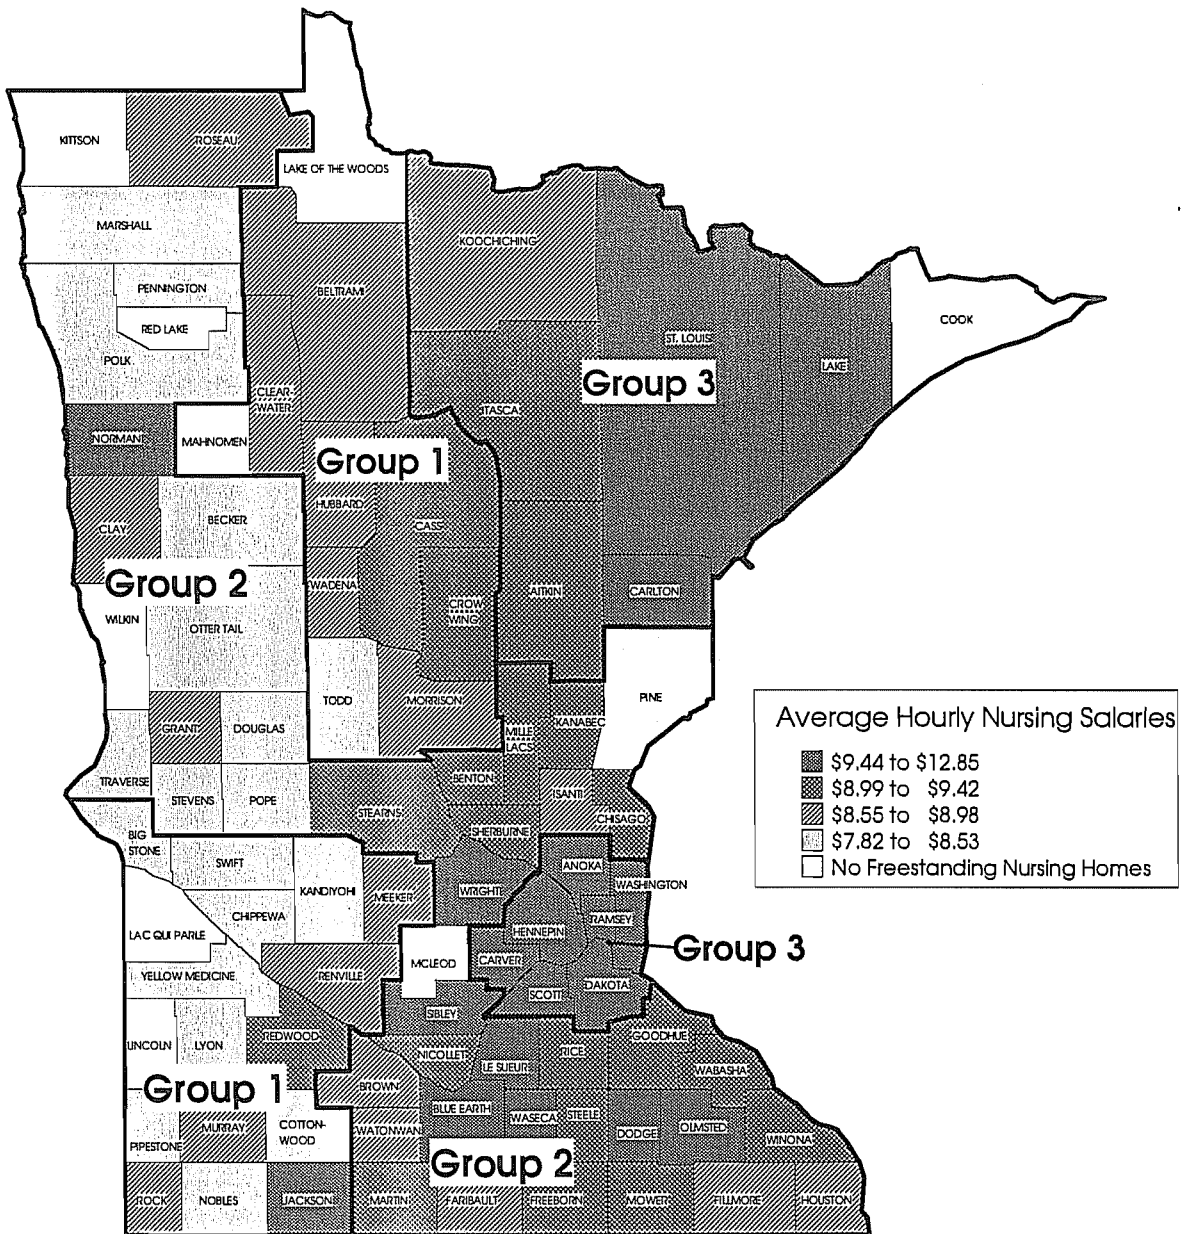 KITTSON
ROSEAU
LAKE OF THE WOODS
MARSHALL
KOOCHICHING
PENNINGTON
BELTRAMI
RED LAKE
COOK
ST. LOUIS
POLK
LAKE
Group 3
CLEAR-
WATER
ITASCA
NORMAN
MAHNOMEN
Group 1
HUBBARD
BECKER
CASS
CLAY
Group 2
WADENA
AITKIN
CARLTON
CROW
WING
WILKIN
OTTER TAIL
TODD
MORRISON
PINE
GRANT
DOUGLAS
MILLE
LACS
KANABEC
TRAVERSE
STEVENS
POPE
BENTON
ISANTI
STEARNS
CHISAGO
BIG
STONE
SHERBURNE
SWIFT
ANOKA
KANDIYOHI
MEEKER
WRIGHT
WASHINGTON
CHIPPEWA
RAMSEY
LAC QUI PARLE
HENNEPIN
Group 3
MCLEOD
CARVER
YELLOW MEDICINE
RENVILLE
SCOTT
DAKOTA
SIBLEY
REDWOOD
GOODHUE
LINCOLN
LYON
NICOLLET
RICE
LE SUEUR
WABASHA
Group 1
BROWN
BLUE EARTH
WASECA
STEELE
MURRAY
COTTON-
WOOD
WATONWAN
DODGE
OLMSTED
WINONA
PIPESTONE
Group 2
ROCK
NOBLES
JACKSON
MARTIN
FARIBAULT
FREEBORN
MOWER
FILLMORE
HOUSTON
Average Hourly Nursing Salaries
$9.44 to $12.85
$8.99 to $9.42
$8.55 to $8.98
$7.82 to $8.53
No Freestanding Nursing Homes